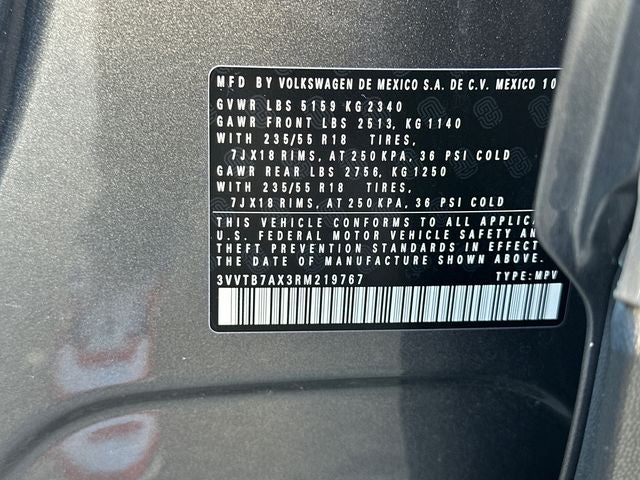 MFD BY VOLKSWAGEN DE MEXICO S.A. DE C.V. MEXICO 10
GVWR LBS 5159 KG 2340
GAWR FRONT LBS 2513, KG 1140
WITH 235/55 R18 TIRES,
7JX18 RIMS, AT 250 KPA, 36 PSI COLD
GAWR REAR LBS 2756, KG 1250
WITH 235/55 R18 TIRES,
7JX18 RIMS, AT 250 KPA, 36 PSI COLD
THIS VEHICLE CONFORMS TO ALL APPLICA
U.S. FEDERAL MOTOR VEHICLE SAFETY AN
THEFT PREVENTION STANDARDS IN EFFECT
THE DATE OF MANUFACTURE SHOWN ABOVE.
3VVTB7AX3RM219767 TYPE: MPV